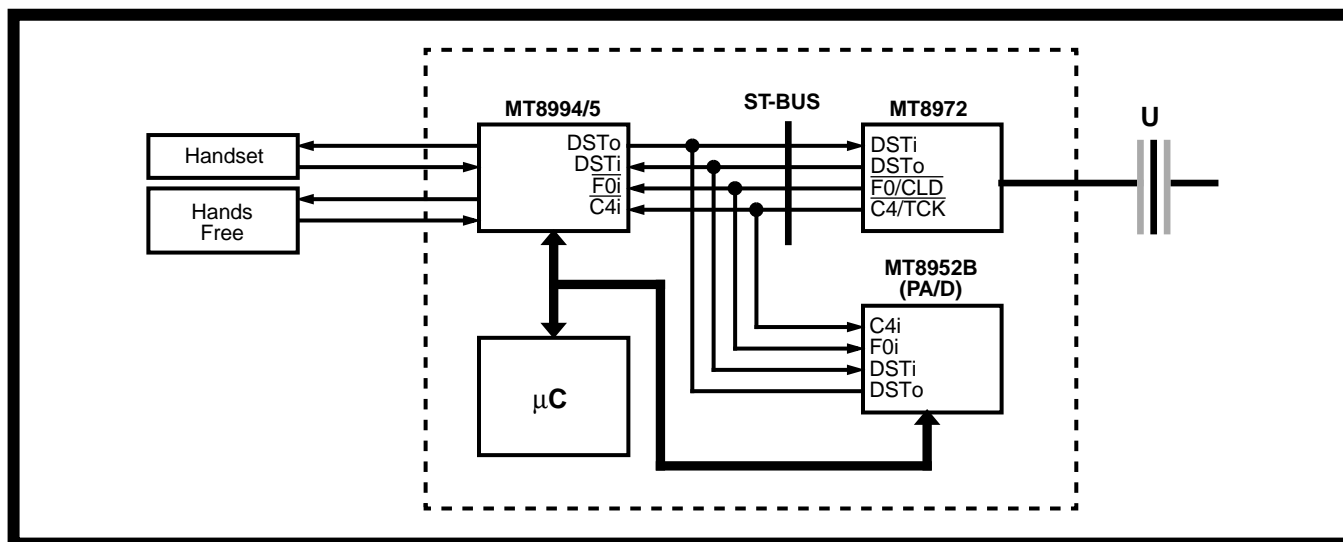 MT8994/5
ST-BUS
MT8972
U
Handset
Hands
Free
DSTo
DSTi
F0i
C4i
DSTi
DSTo
F0/CLD
C4/TCK
MT8952B
(PA/D)
C4i
F0i
DSTi
DSTo
µC